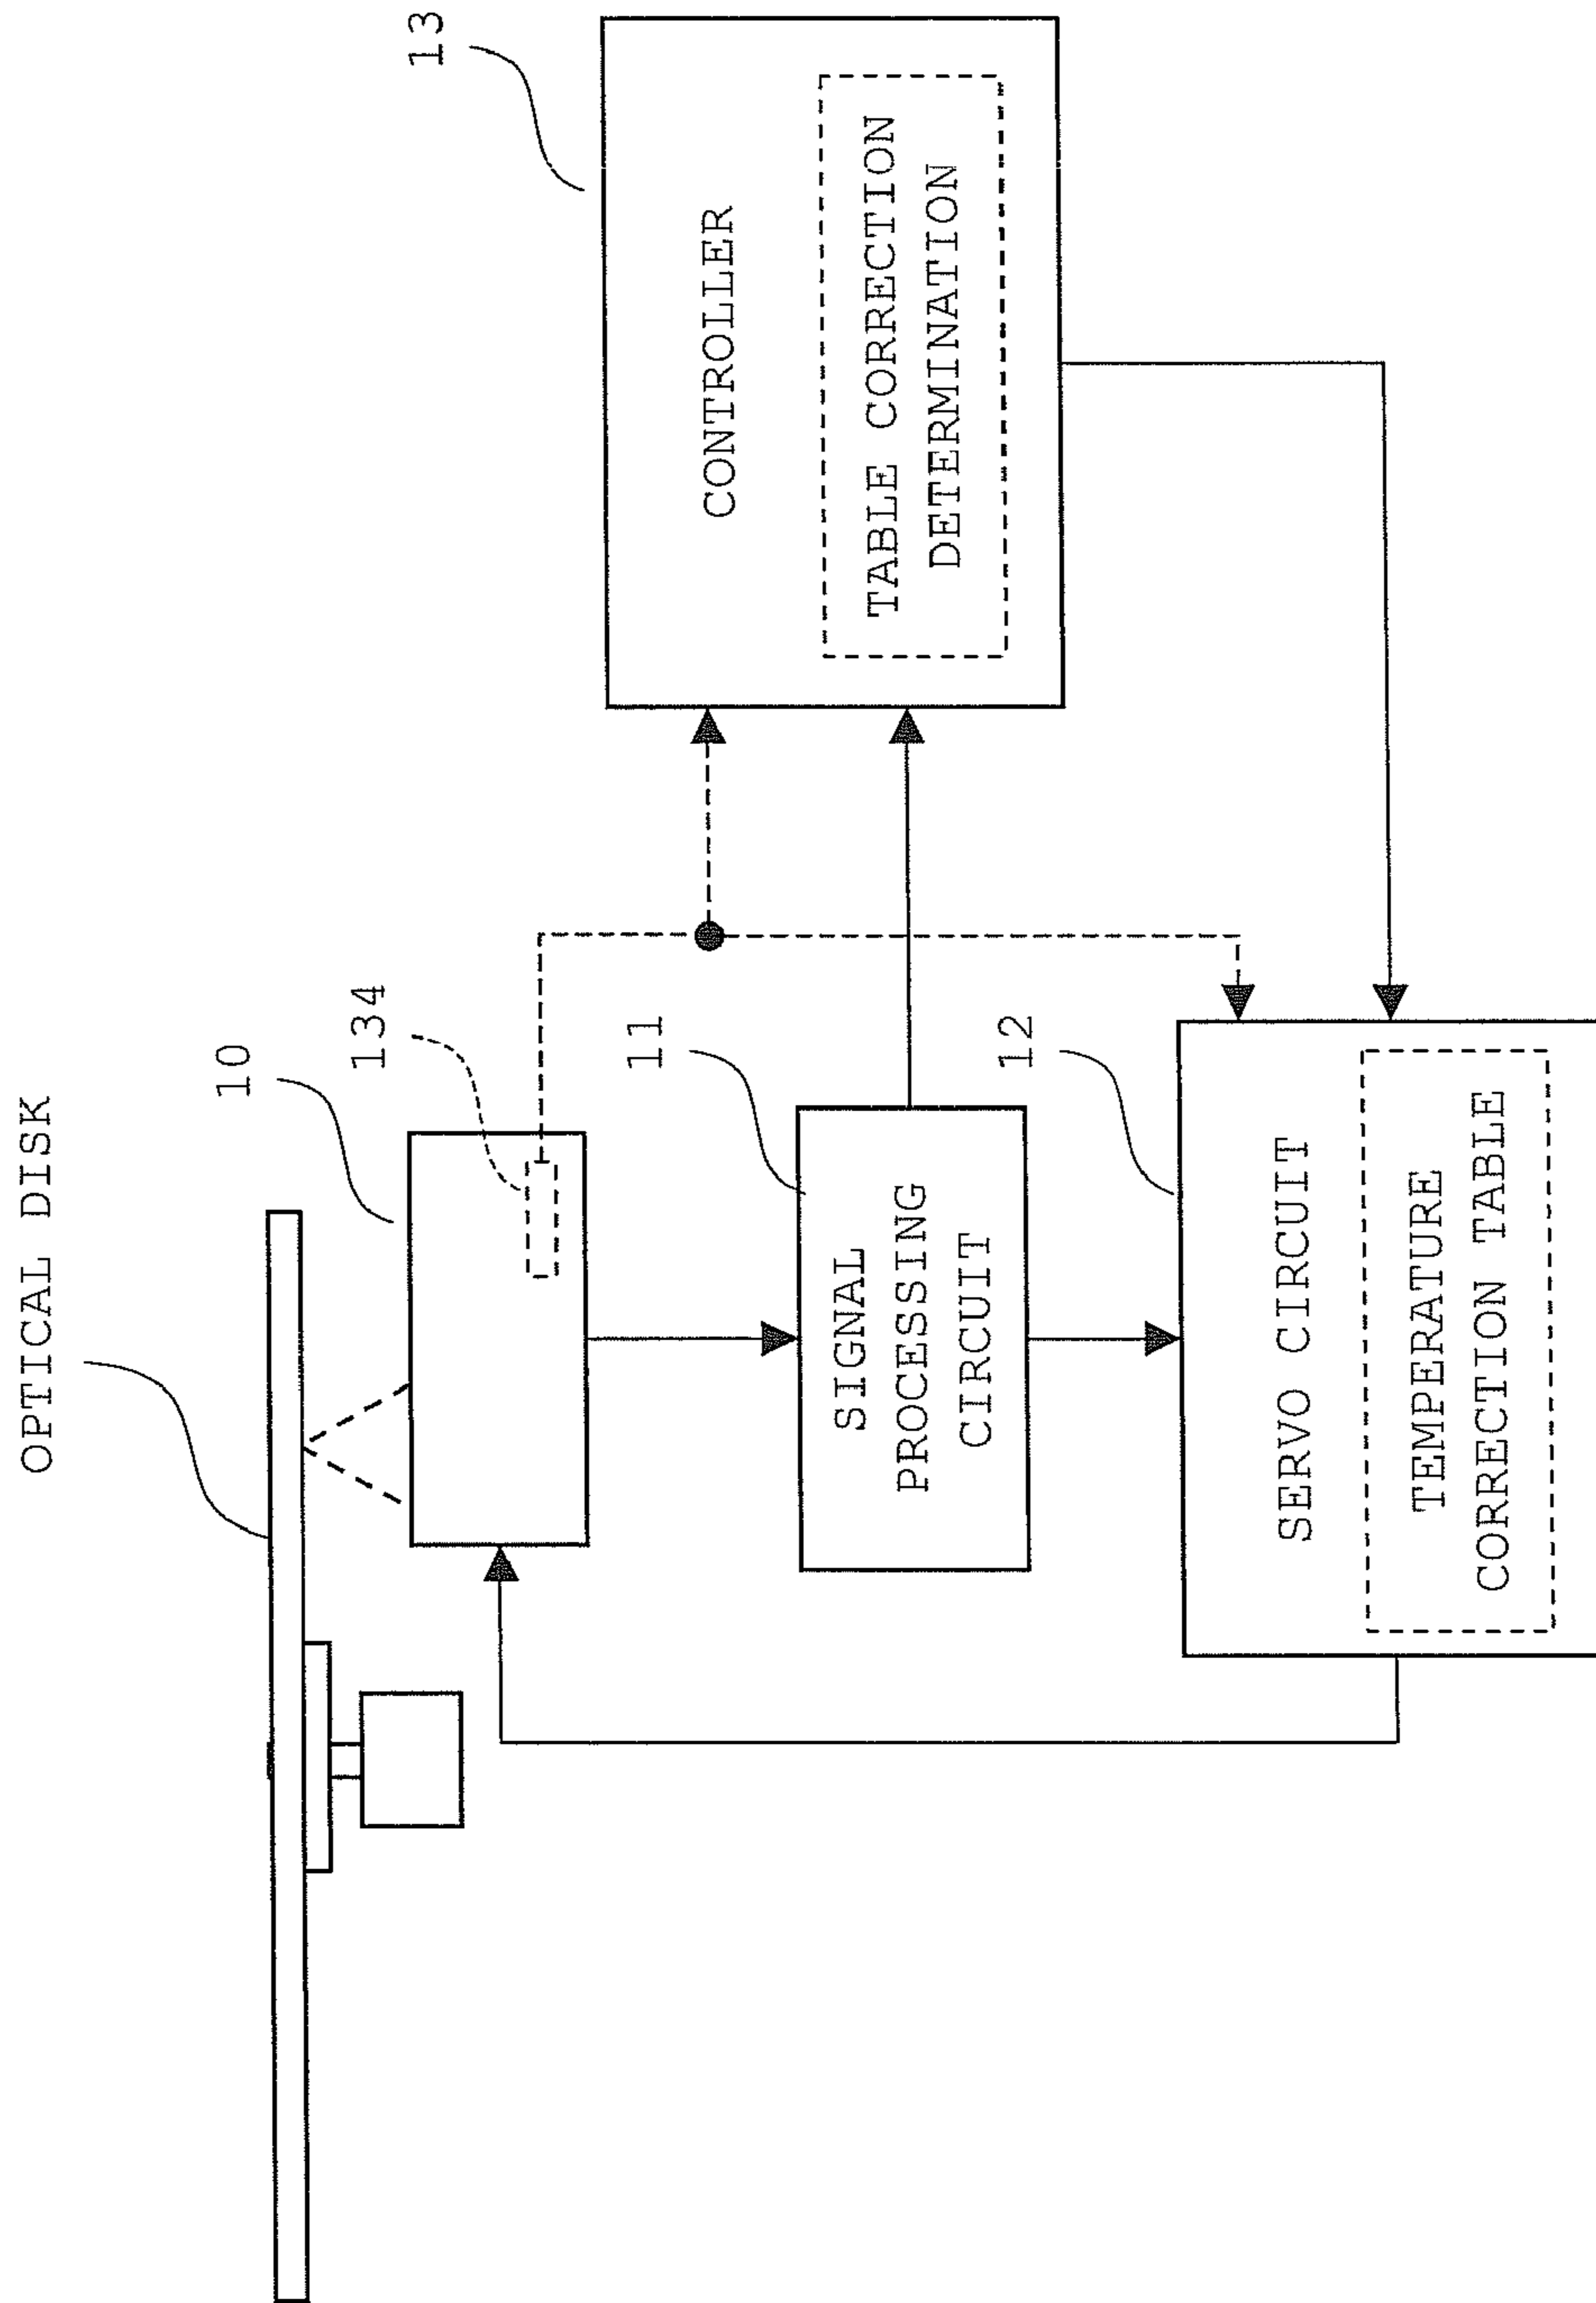 OPTICAL DISK
10
134
11
SIGNAL
PROCESSING
CIRCUIT
12
SERVO CIRCUIT
TEMPERATURE
CORRECTION TABLE
13
CONTROLLER
TABLE CORRECTION
DETERMINATION